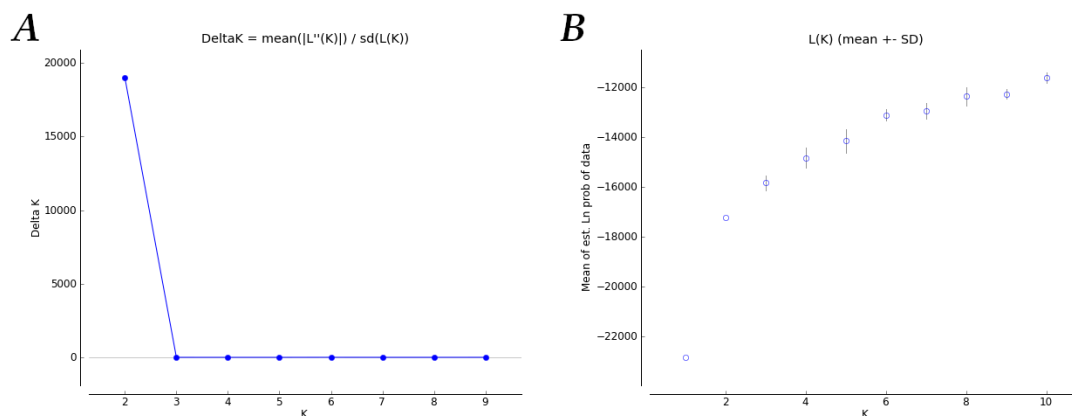 A
DeltaK = mean(|L''(K)|) / sd(L(K))
20000
15000
10000
5000
0
Delta K
2 3 4 5 6 7 8 9
K
B
L(K) (mean +- SD)
−12000
−14000
−16000
−18000
−20000
−22000
Mean of est. Ln prob of data
2 4 6 8 10
K